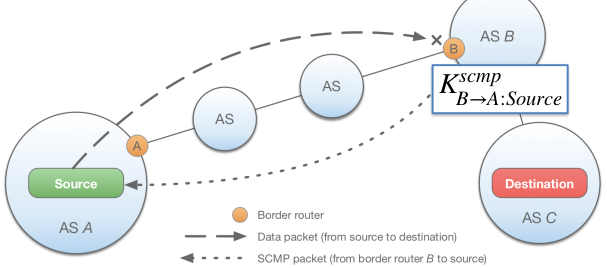 AS B
B
K^{scmp}_{B→A:Source}
AS
AS
A
Source
AS A
Destination
AS C
Border router
Data packet (from source to destination)
SCMP packet (from border router B to source)